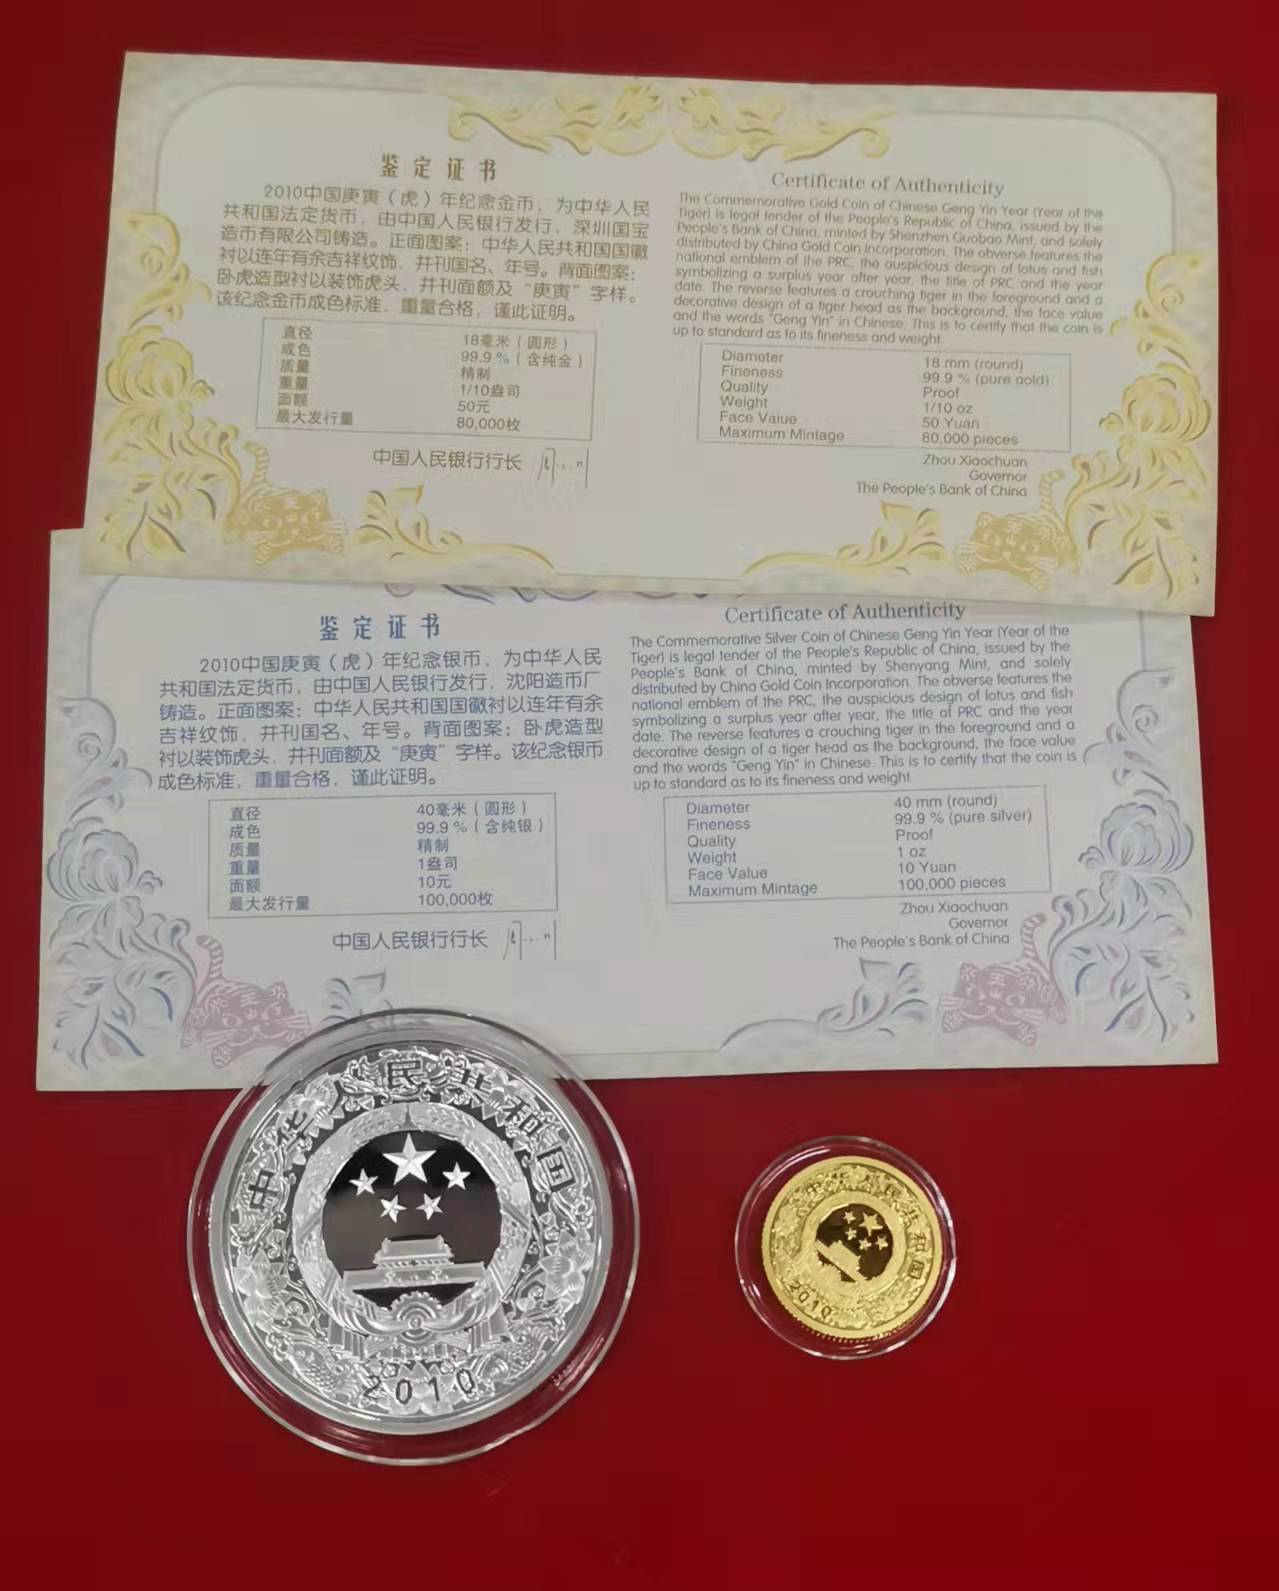 鉴定证书
2010中国庚寅（虎）年纪念金币，为中华人民
共和国法定货币，由中国人民银行发行，深圳国宝
造币有限公司铸造。正面图案：中华人民共和国国徽
衬以连年有余吉祥纹饰，并刊国名、年号。背面图案：
卧虎造型衬以装饰虎头，并刊面额及“庚寅”字样。
该纪念金币成色标准，重量合格，谨此证明。
直径 18毫米（圆形）
成色 99.9％（含纯金）
质量 精制
重量 1/10盎司
面额 50元
最大发行量 80,000枚
中国人民银行行长
Certificate of Authenticity
The Commemorative Gold Coin of Chinese Geng Yin Year (Year of the
Tiger) is legal tender of the People's Republic of China, issued by the
People's Bank of China, minted by Shenzhen Guobao Mint, and solely
distributed by China Gold Coin Incorporation. The obverse features the
national emblem of the PRC, the auspicious design of lotus and fish
symbolizing a surplus year after year, the title of PRC and the year
date. The reverse features a crouching tiger in the foreground and a
decorative design of a tiger head as the background, the face value
and the words "Geng Yin" in Chinese. This is to certify that the coin is
up to standard as to its fineness and weight.
Diameter 18 mm (round)
Fineness 99.9 % (pure gold)
Quality Proof
Weight 1/10 oz
Face Value 50 Yuan
Maximum Mintage 80,000 pieces
Zhou Xiaochuan
Governor
The People's Bank of China
鉴定证书
2010中国庚寅（虎）年纪念银币，为中华人民
共和国法定货币，由中国人民银行发行，沈阳造币厂
铸造。正面图案：中华人民共和国国徽衬以连年有余
吉祥纹饰，并刊国名、年号。背面图案：卧虎造型
衬以装饰虎头，并刊面额及“庚寅”字样。该纪念银币
成色标准，重量合格，谨此证明。
直径 40毫米（圆形）
成色 99.9％（含纯银）
质量 精制
重量 1盎司
面额 10元
最大发行量 100,000枚
中国人民银行行长
Certificate of Authenticity
The Commemorative Silver Coin of Chinese Geng Yin Year (Year of the
Tiger) is legal tender of the People's Republic of China, issued by the
People's Bank of China, minted by Shenyang Mint, and solely
distributed by China Gold Coin Incorporation. The obverse features the
national emblem of the PRC, the auspicious design of lotus and fish
symbolizing a surplus year after year, the title of PRC and the year
date. The reverse features a crouching tiger in the foreground and a
decorative design of a tiger head as the background, the face value
and the words "Geng Yin" in Chinese. This is to certify that the coin is
up to standard as to its fineness and weight.
Diameter 40 mm (round)
Fineness 99.9 % (pure silver)
Quality Proof
Weight 1 oz
Face Value 10 Yuan
Maximum Mintage 100,000 pieces
Zhou Xiaochuan
Governor
The People's Bank of China
中华人民共和国
2010
中华人民共和国
2010